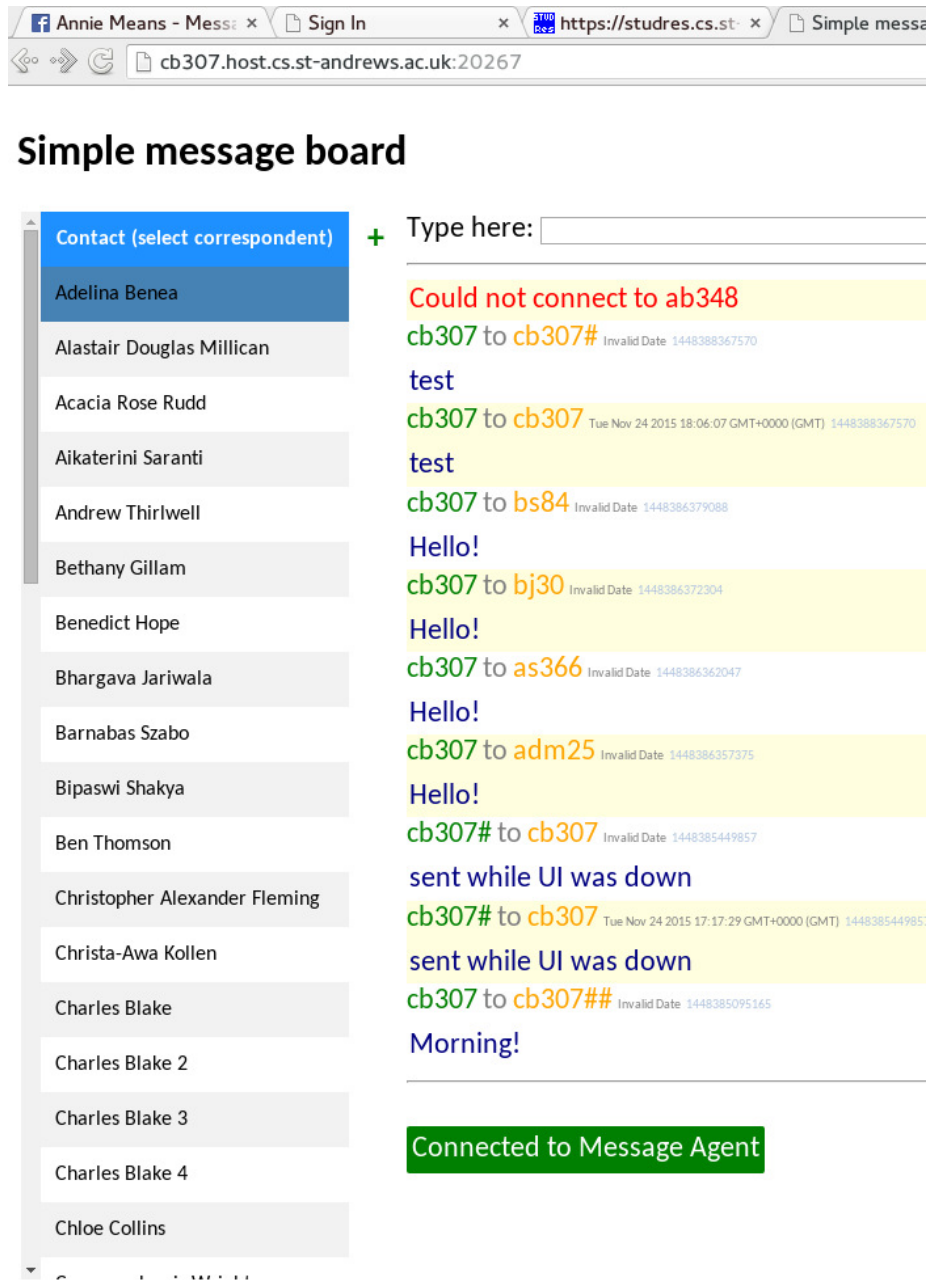 Annie Means - Messa ×
Sign In ×
STUD Res https://studres.cs.st- ×
Simple messa
cb307.host.cs.st-andrews.ac.uk:20267
Simple message board
Contact (select correspondent)
+
Adelina Benea
Alastair Douglas Millican
Acacia Rose Rudd
Aikaterini Saranti
Andrew Thirlwell
Bethany Gillam
Benedict Hope
Bhargava Jariwala
Barnabas Szabo
Bipaswi Shakya
Ben Thomson
Christopher Alexander Fleming
Christa-Awa Kollen
Charles Blake
Charles Blake 2
Charles Blake 3
Charles Blake 4
Chloe Collins
Type here:
Could not connect to ab348
cb307 to cb307# Invalid Date 1448388367570
test
cb307 to cb307 Tue Nov 24 2015 18:06:07 GMT+0000 (GMT) 1448388367570
test
cb307 to bs84 Invalid Date 1448386379088
Hello!
cb307 to bj30 Invalid Date 1448386372304
Hello!
cb307 to as366 Invalid Date 1448386362047
Hello!
cb307 to adm25 Invalid Date 1448386357375
Hello!
cb307# to cb307 Invalid Date 1448385449857
sent while UI was down
cb307# to cb307 Tue Nov 24 2015 17:17:29 GMT+0000 (GMT) 1448385449857
sent while UI was down
cb307 to cb307## Invalid Date 1448385095165
Morning!
Connected to Message Agent